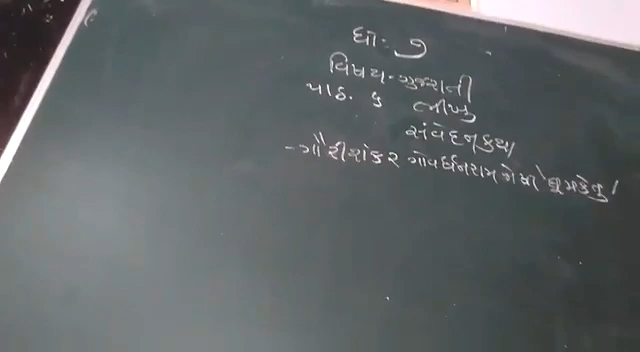 ધો:- ૭
વિષય-ગુજરાતી
પાઠ. ૬ ભીખુ
સંવેદનકથા
-ગૌરીશંકર ગોવર્ધનરામ જોષી 'ધૂમકેતુ'